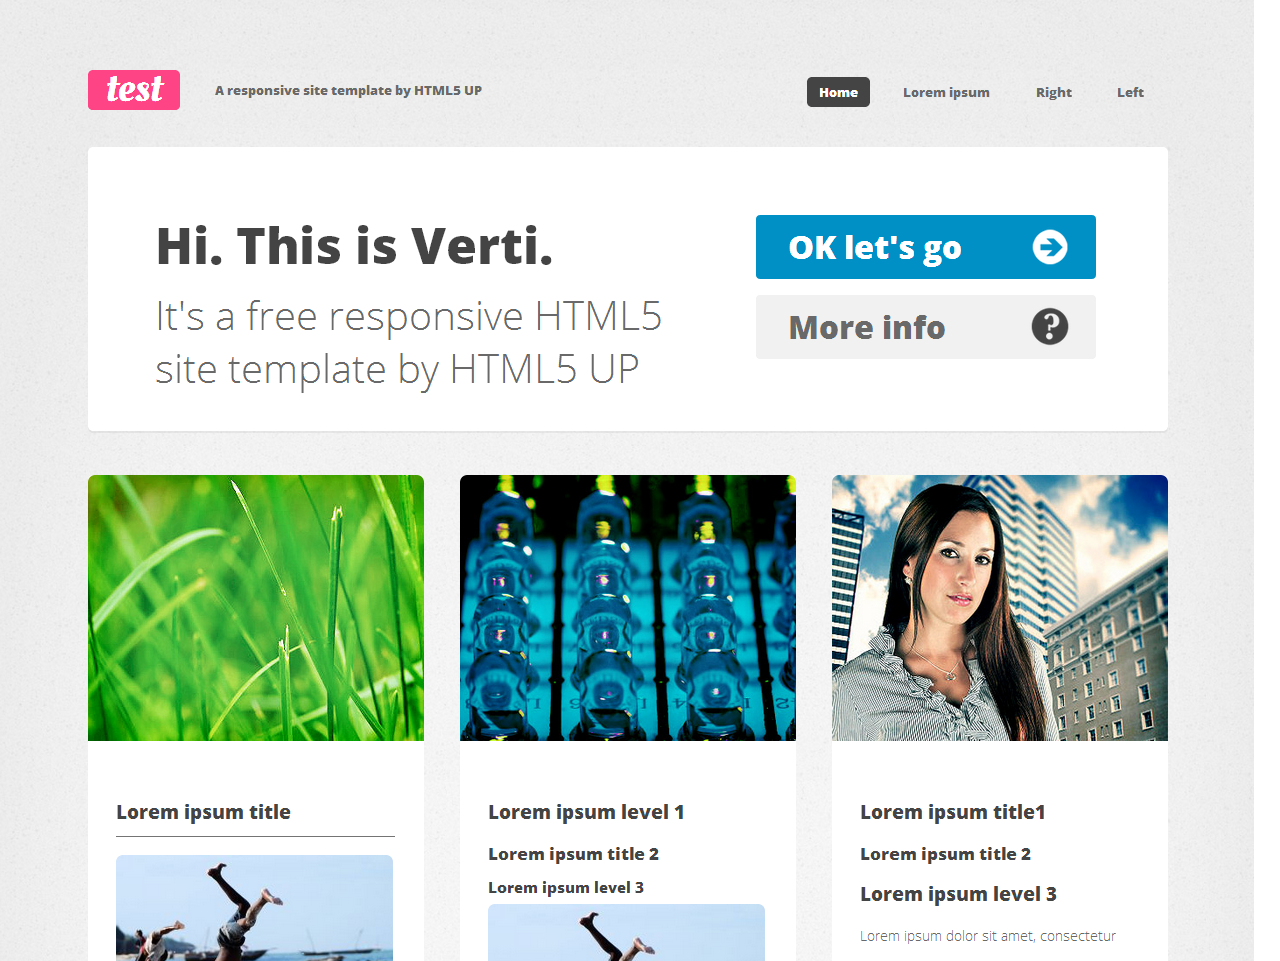 test
A responsive site template by HTML5 UP
Home
Lorem ipsum
Right
Left
Hi. This is Verti.
It's a free responsive HTML5
site template by HTML5 UP
OK let's go
More info
Lorem ipsum title
Lorem ipsum level 1
Lorem ipsum title 2
Lorem ipsum level 3
Lorem ipsum title1
Lorem ipsum title 2
Lorem ipsum level 3
Lorem ipsum dolor sit amet, consectetur